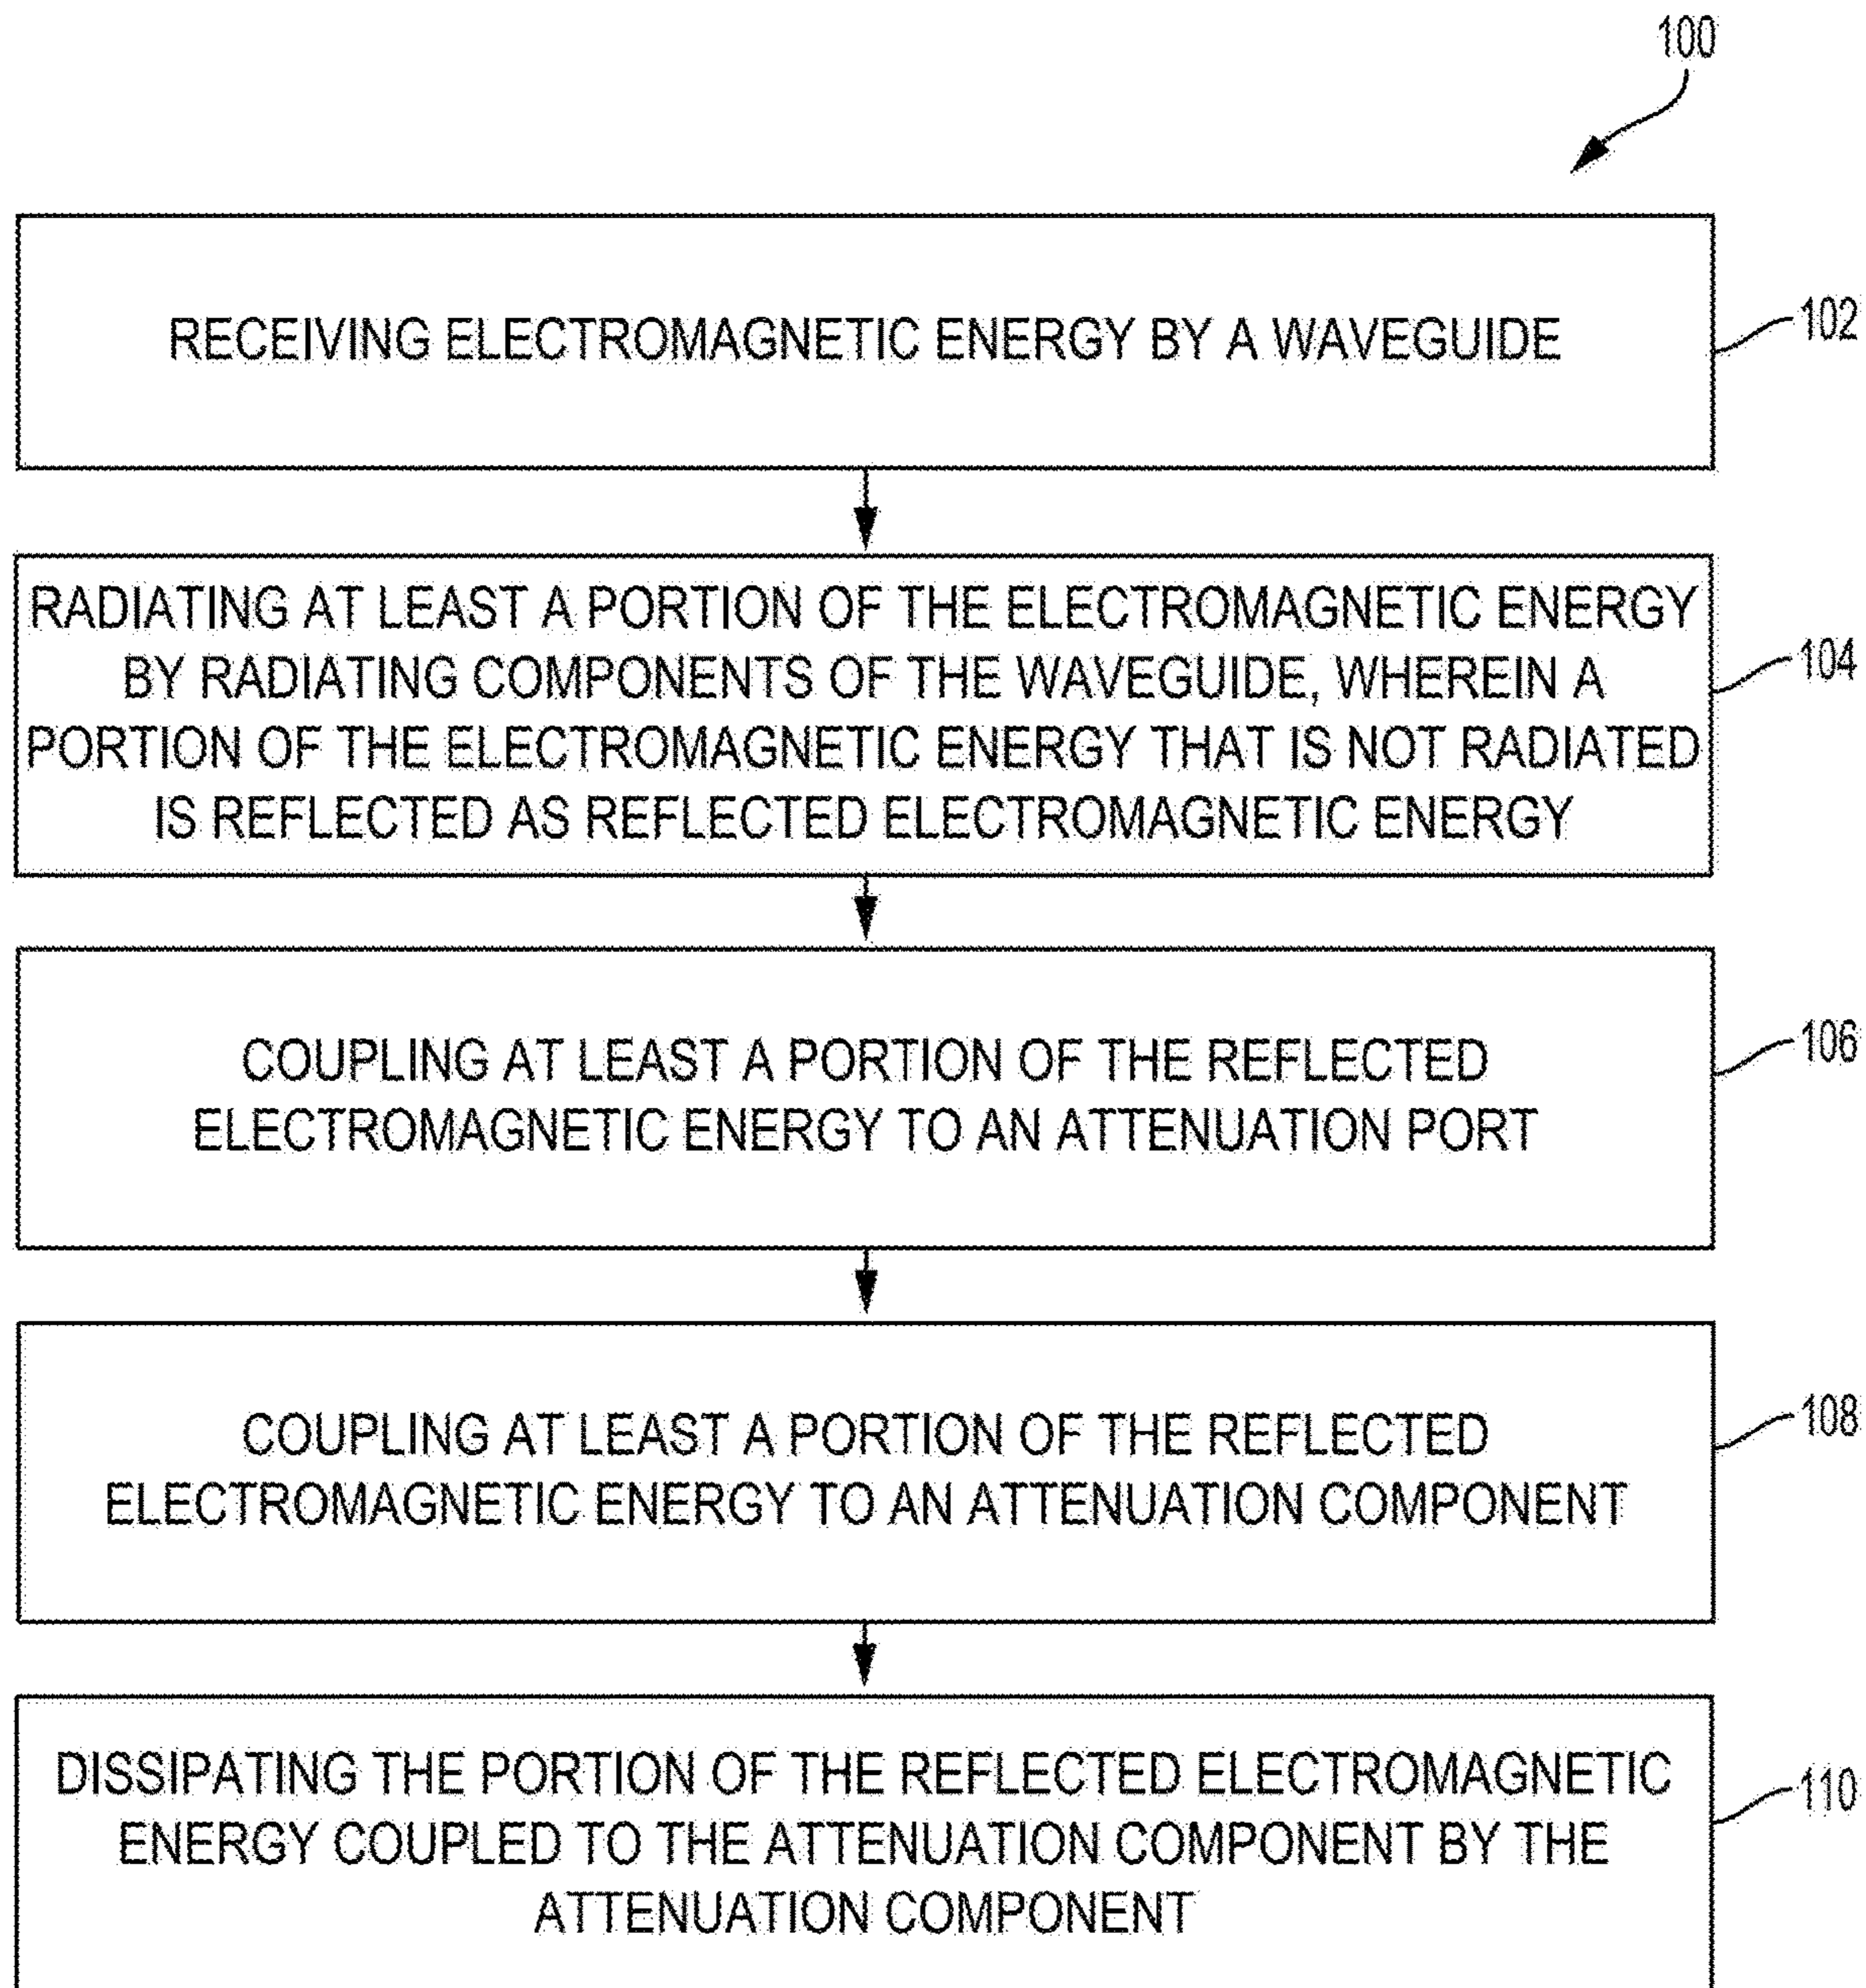 100
RECEIVING ELECTROMAGNETIC ENERGY BY A WAVEGUIDE
102
RADIATING AT LEAST A PORTION OF THE ELECTROMAGNETIC ENERGY
BY RADIATING COMPONENTS OF THE WAVEGUIDE, WHEREIN A
PORTION OF THE ELECTROMAGNETIC ENERGY THAT IS NOT RADIATED
IS REFLECTED AS REFLECTED ELECTROMAGNETIC ENERGY
104
COUPLING AT LEAST A PORTION OF THE REFLECTED
ELECTROMAGNETIC ENERGY TO AN ATTENUATION PORT
106
COUPLING AT LEAST A PORTION OF THE REFLECTED
ELECTROMAGNETIC ENERGY TO AN ATTENUATION COMPONENT
108
DISSIPATING THE PORTION OF THE REFLECTED ELECTROMAGNETIC
ENERGY COUPLED TO THE ATTENUATION COMPONENT BY THE
ATTENUATION COMPONENT
110